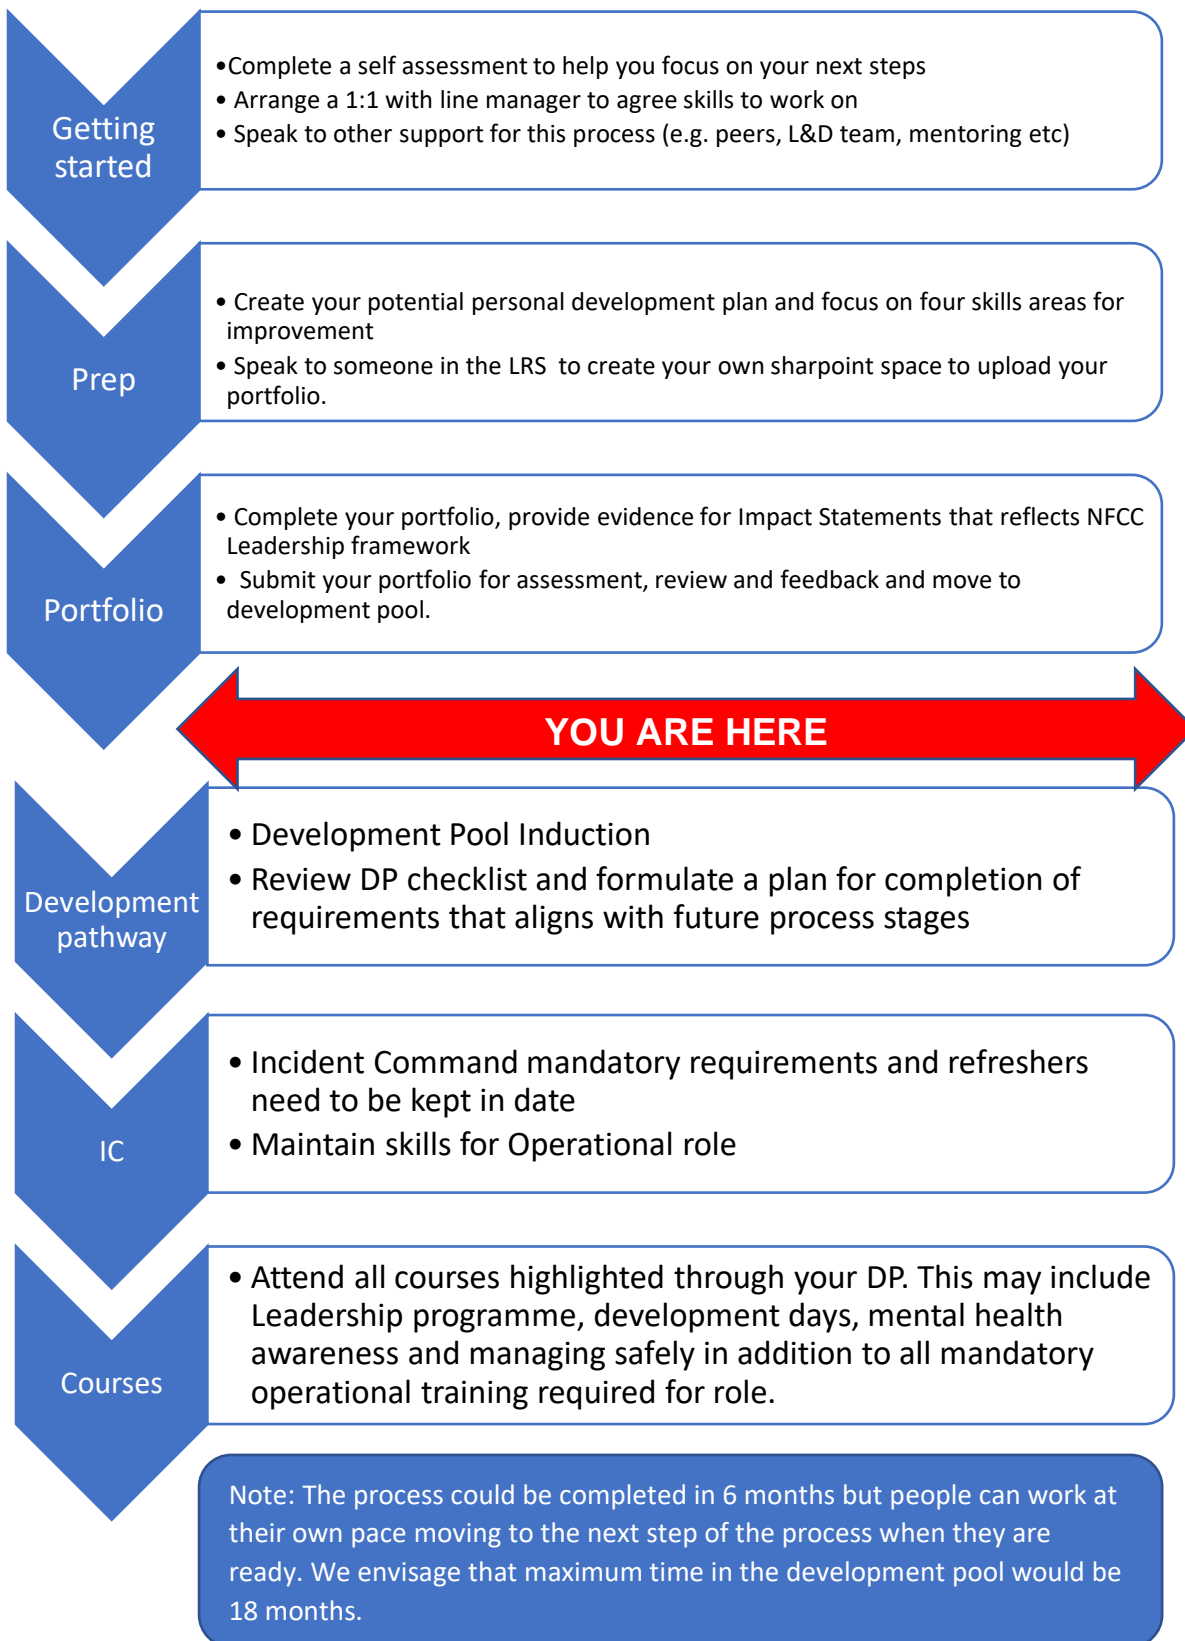 Getting
started
•Complete a self assessment to help you focus on your next steps
• Arrange a 1:1 with line manager to agree skills to work on
• Speak to other support for this process (e.g. peers, L&D team, mentoring etc)
Prep
• Create your potential personal development plan and focus on four skills areas for
improvement
• Speak to someone in the LRS to create your own sharpoint space to upload your
portfolio.
Portfolio
• Complete your portfolio, provide evidence for Impact Statements that reflects NFCC
Leadership framework
• Submit your portfolio for assessment, review and feedback and move to
development pool.
YOU ARE HERE
Development
pathway
• Development Pool Induction
• Review DP checklist and formulate a plan for completion of
requirements that aligns with future process stages
IC
• Incident Command mandatory requirements and refreshers
need to be kept in date
• Maintain skills for Operational role
Courses
• Attend all courses highlighted through your DP. This may include
Leadership programme, development days, mental health
awareness and managing safely in addition to all mandatory
operational training required for role.
Note: The process could be completed in 6 months but people can work at
their own pace moving to the next step of the process when they are
ready. We envisage that maximum time in the development pool would be
18 months.